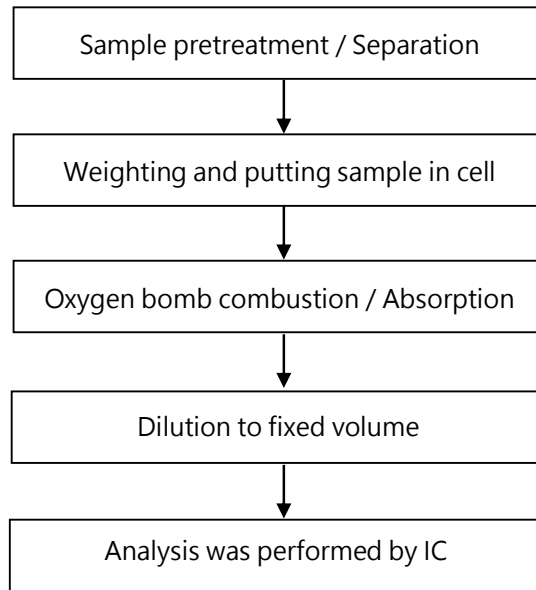 Sample pretreatment / Separation
Weighting and putting sample in cell
Oxygen bomb combustion / Absorption
Dilution to fixed volume
Analysis was performed by IC